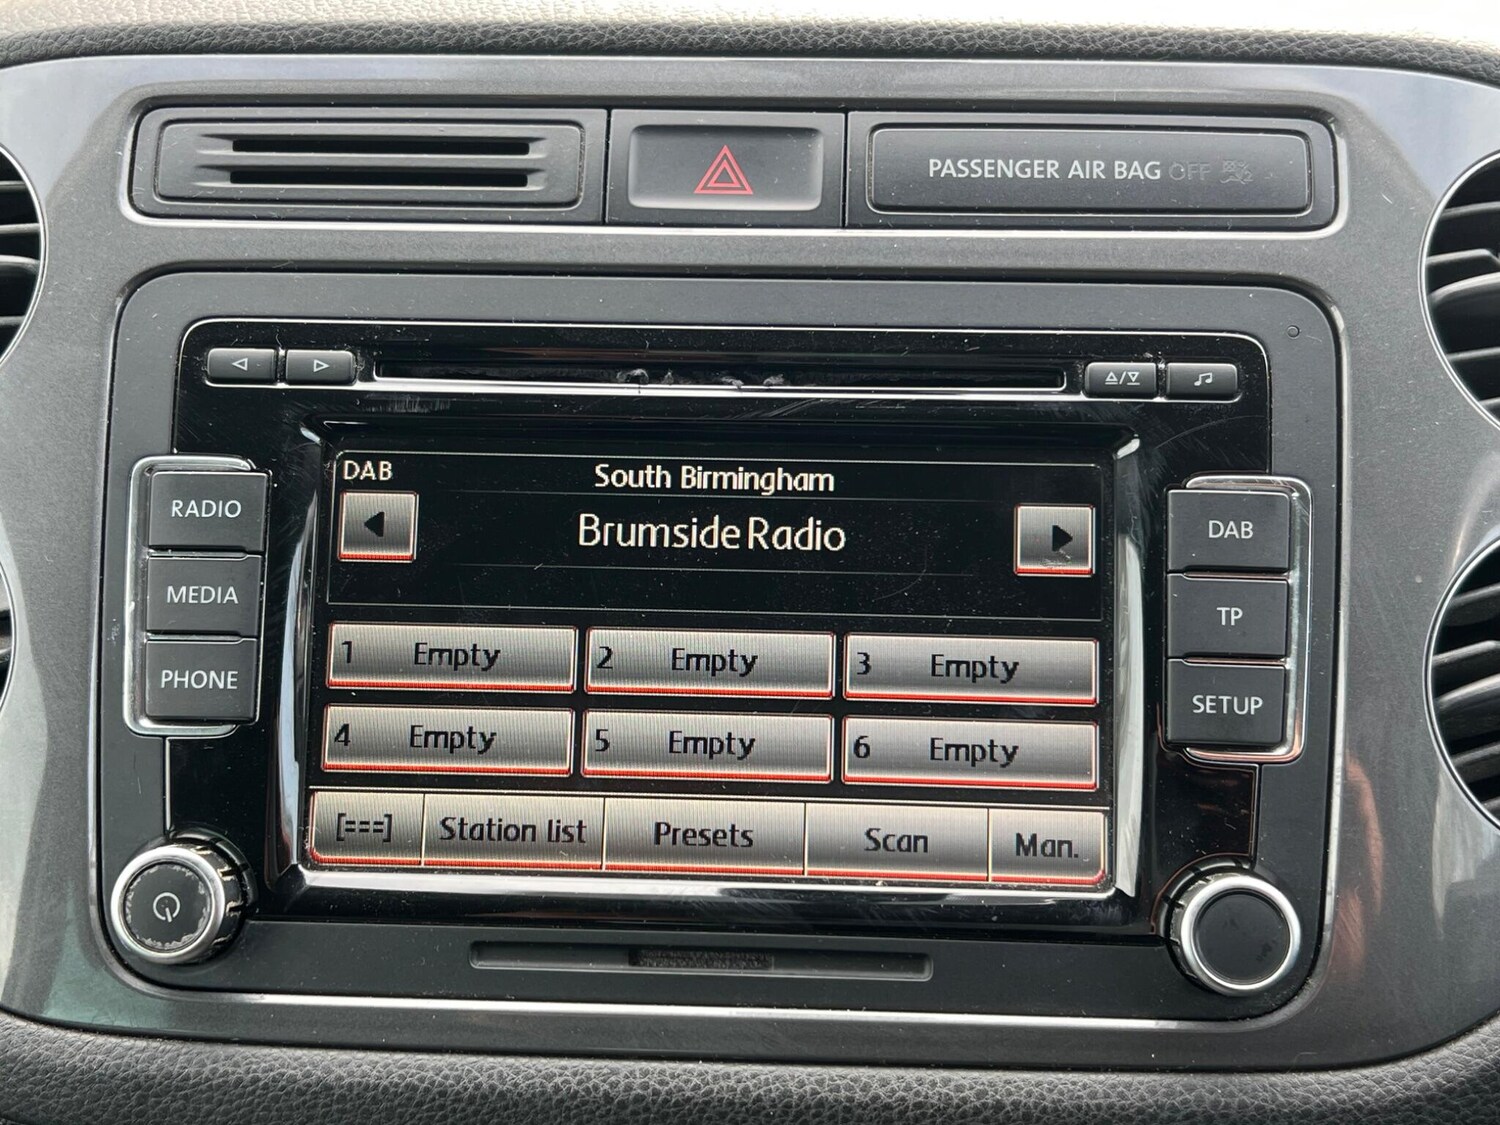 PASSENGER AIR BAG OFF
RADIO
MEDIA
PHONE
DAB
South Birmingham
Brumside Radio
1 Empty
2 Empty
3 Empty
4 Empty
5 Empty
6 Empty
[===]
Station list
Presets
Scan
Man.
DAB
TP
SETUP